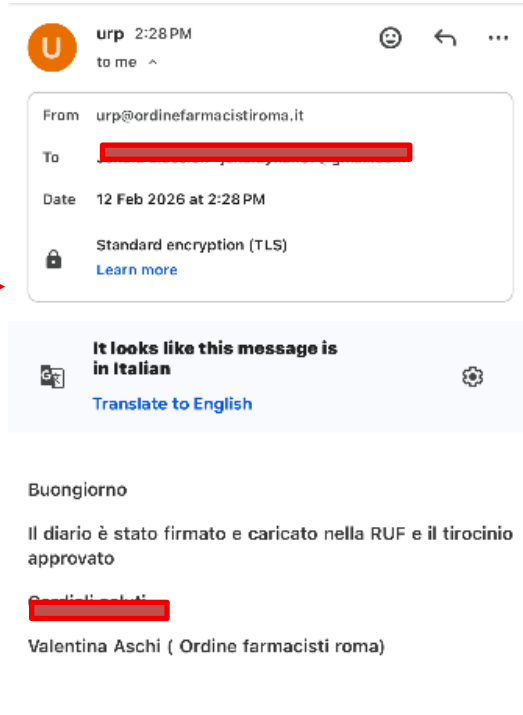 U
urp 2:28 PM
to me
From urp@ordinefarmacistiroma.it
To
Date 12 Feb 2026 at 2:28 PM
Standard encryption (TLS)
Learn more
It looks like this message is
in Italian
Translate to English
Buongiorno
Il diario è stato firmato e caricato nella RUF e il tirocinio
approvato
Valentina Aschi ( Ordine farmacisti roma)